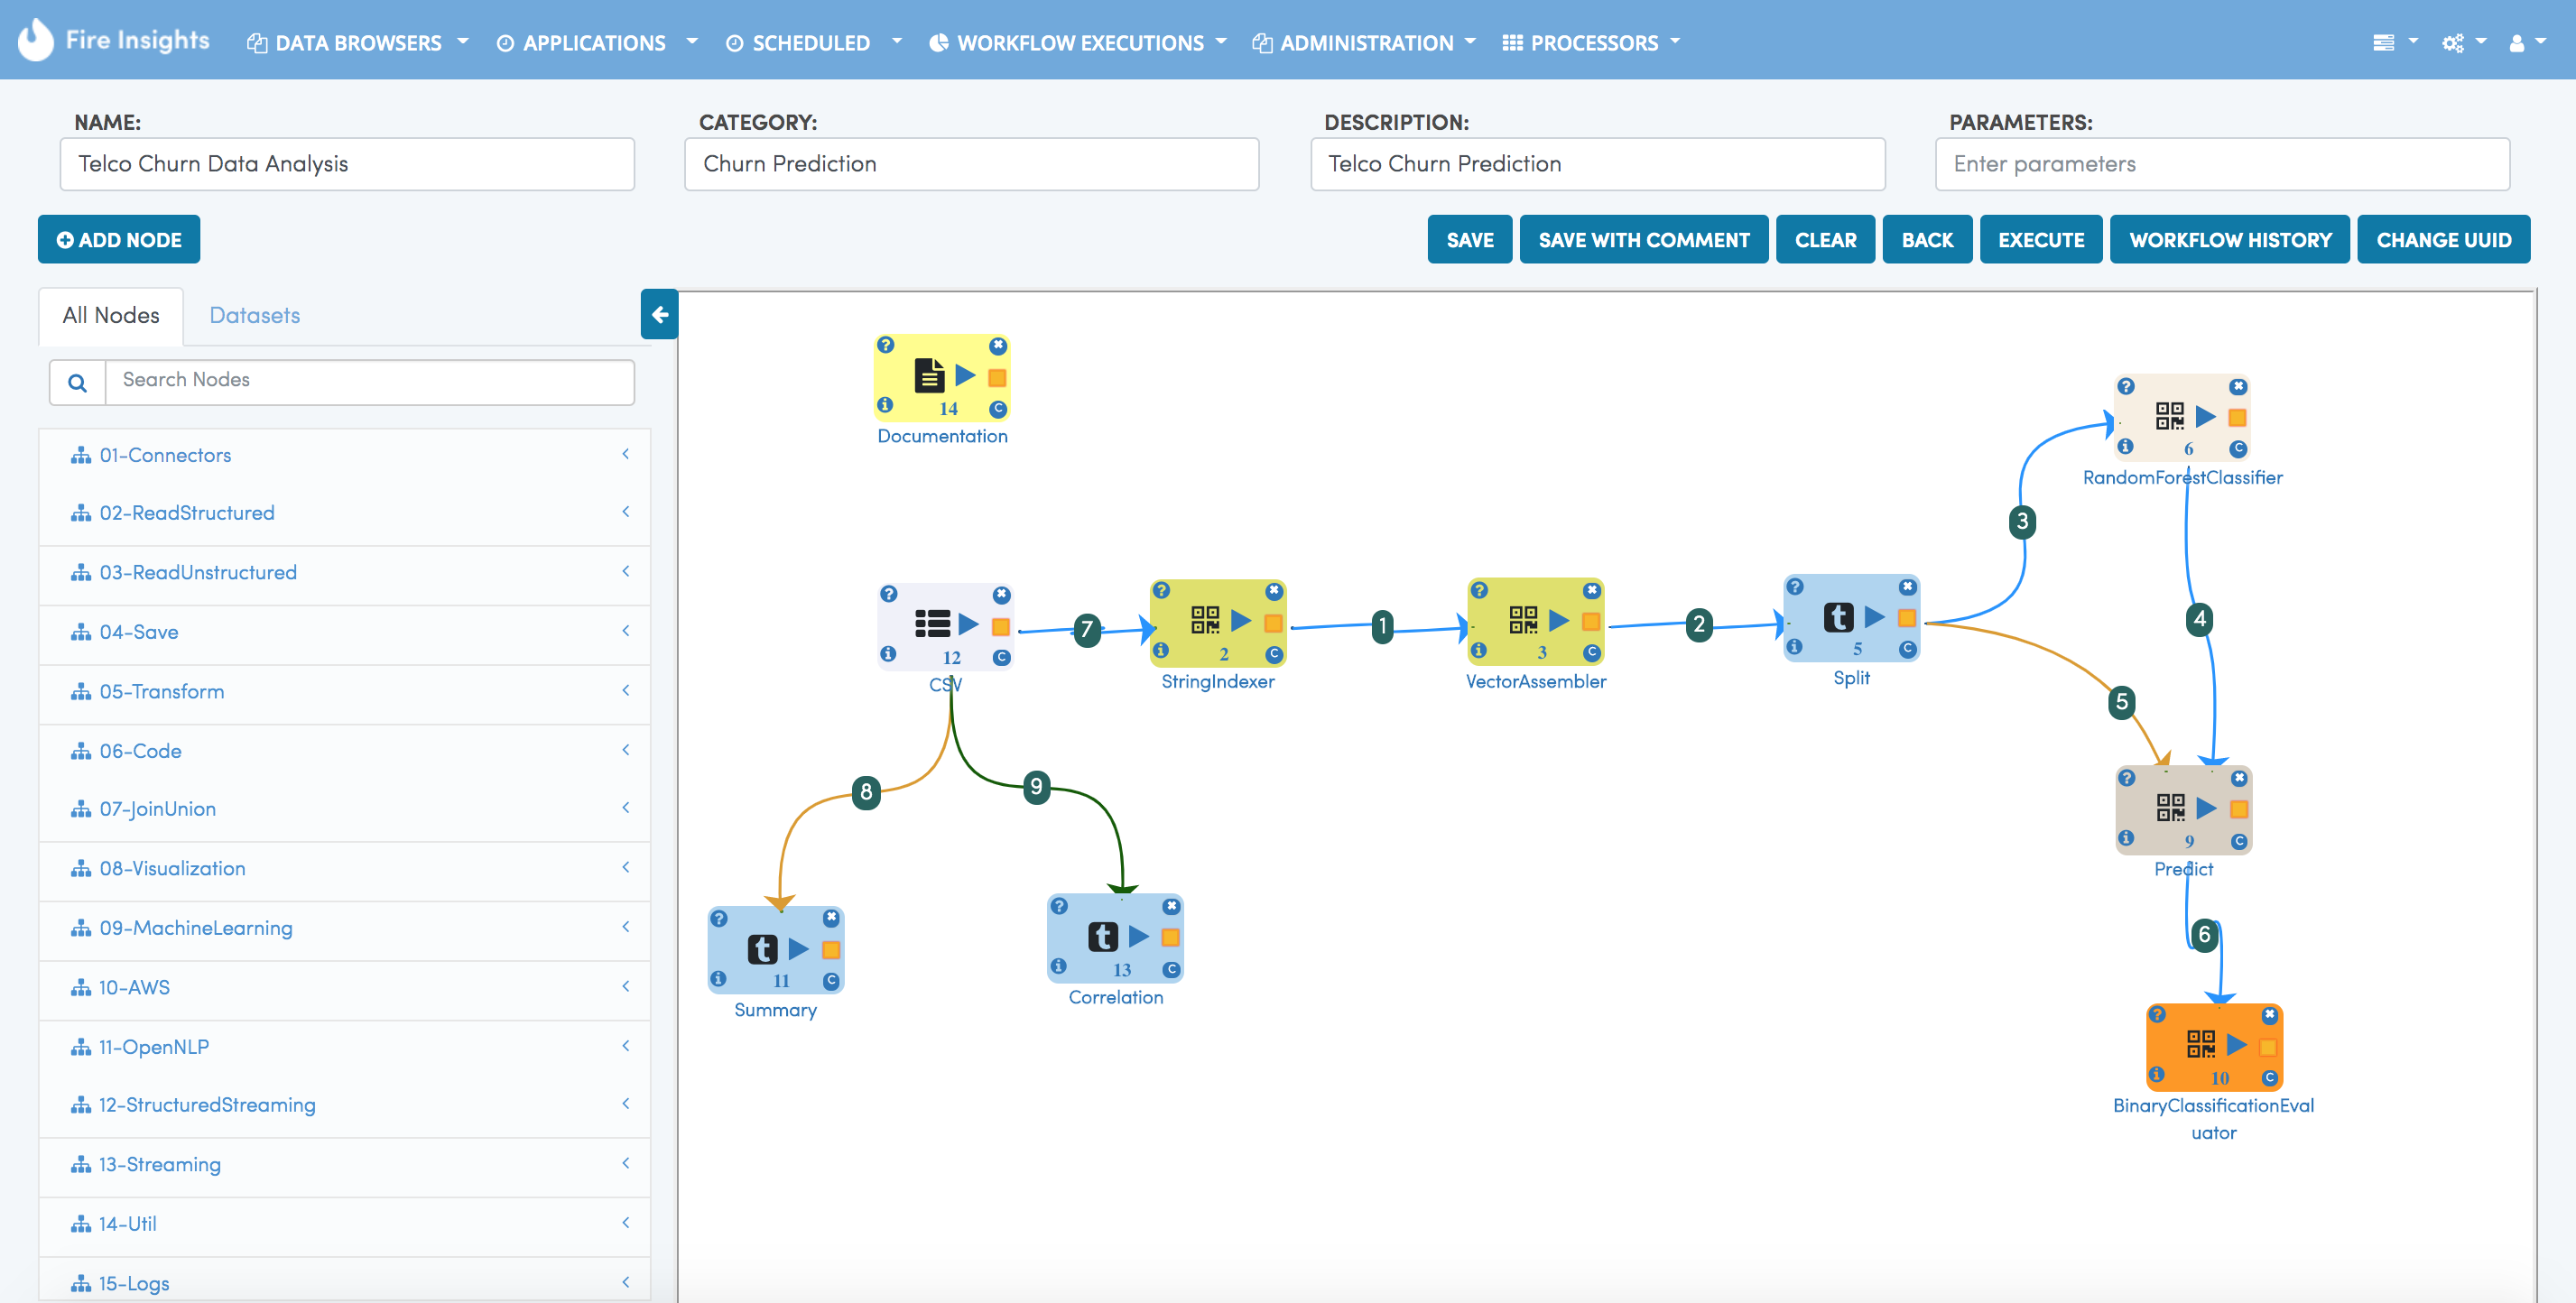 Fire Insights
DATA BROWSERS
APPLICATIONS
SCHEDULED
WORKFLOW EXECUTIONS
ADMINISTRATION
PROCESSORS
NAME:
CATEGORY:
DESCRIPTION:
PARAMETERS:
Telco Churn Data Analysis
Churn Prediction
Telco Churn Prediction
Enter parameters
ADD NODE
SAVE
SAVE WITH COMMENT
CLEAR
BACK
EXECUTE
WORKFLOW HISTORY
CHANGE UUID
All Nodes
Datasets
Search Nodes
01-Connectors
02-ReadStructured
03-ReadUnstructured
04-Save
05-Transform
06-Code
07-JoinUnion
08-Visualization
09-MachineLearning
10-AWS
11-OpenNLP
12-StructuredStreaming
13-Streaming
14-Util
15-Logs
? 
i 14 C
Documentation
?
i 6 C
RandomForestClassifier
3
4
?
i 12 C
CSV
7
?
i 2 C
StringIndexer
1
?
i 3 C
VectorAssembler
2
?
t
i 5 C
Split
5
8
9
?
i 9 C
Predict
?
t
i 11 C
Summary
?
t
i 13 C
Correlation
6
?
i 10 C
BinaryClassificationEval
uator